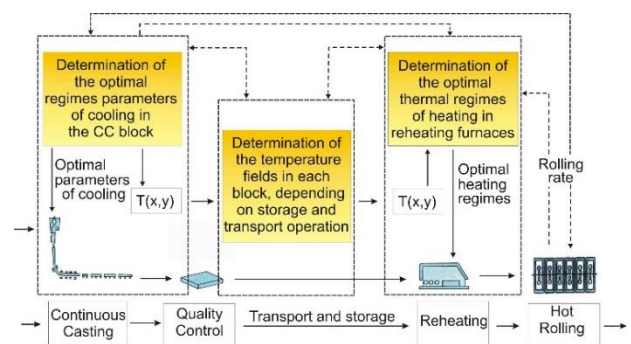 Determination of
the optimal
regimes parameters
of cooling in
the CC block
Determination
of the optimal
thermal regimes
of heating in
reheating furnaces
Determination of
the temperature
fields in each
block, depending
on storage and
transport operation
Optimal
parameters
of cooling
T(x,y)
T(x,y)
Optimal
heating
regimes
Rolling
rate
Continuous
Casting
Quality
Control
Transport and storage
Reheating
Hot
Rolling